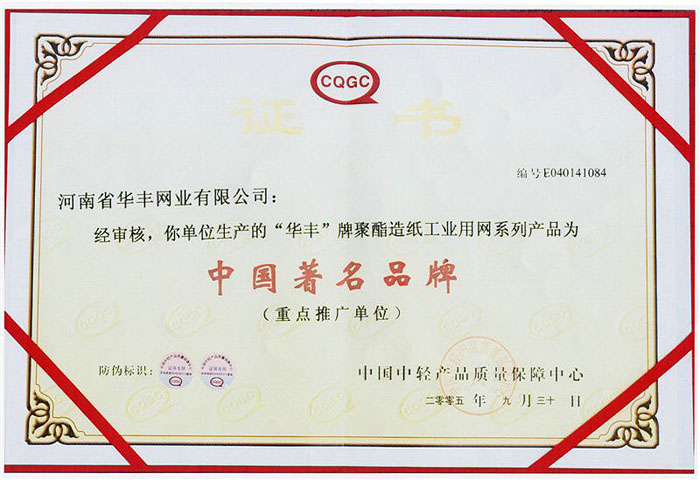 CQGC
证 书
编号E040141084
河南省华丰网业有限公司：
经审核，你单位生产的“华丰”牌聚酯造纸工业用网系列产品为
中国著名品牌
（重点推广单位）
防伪标识：
CQGC CQGC
中国中轻产品质量保障中心
二零零五 年 九 月 三十 日